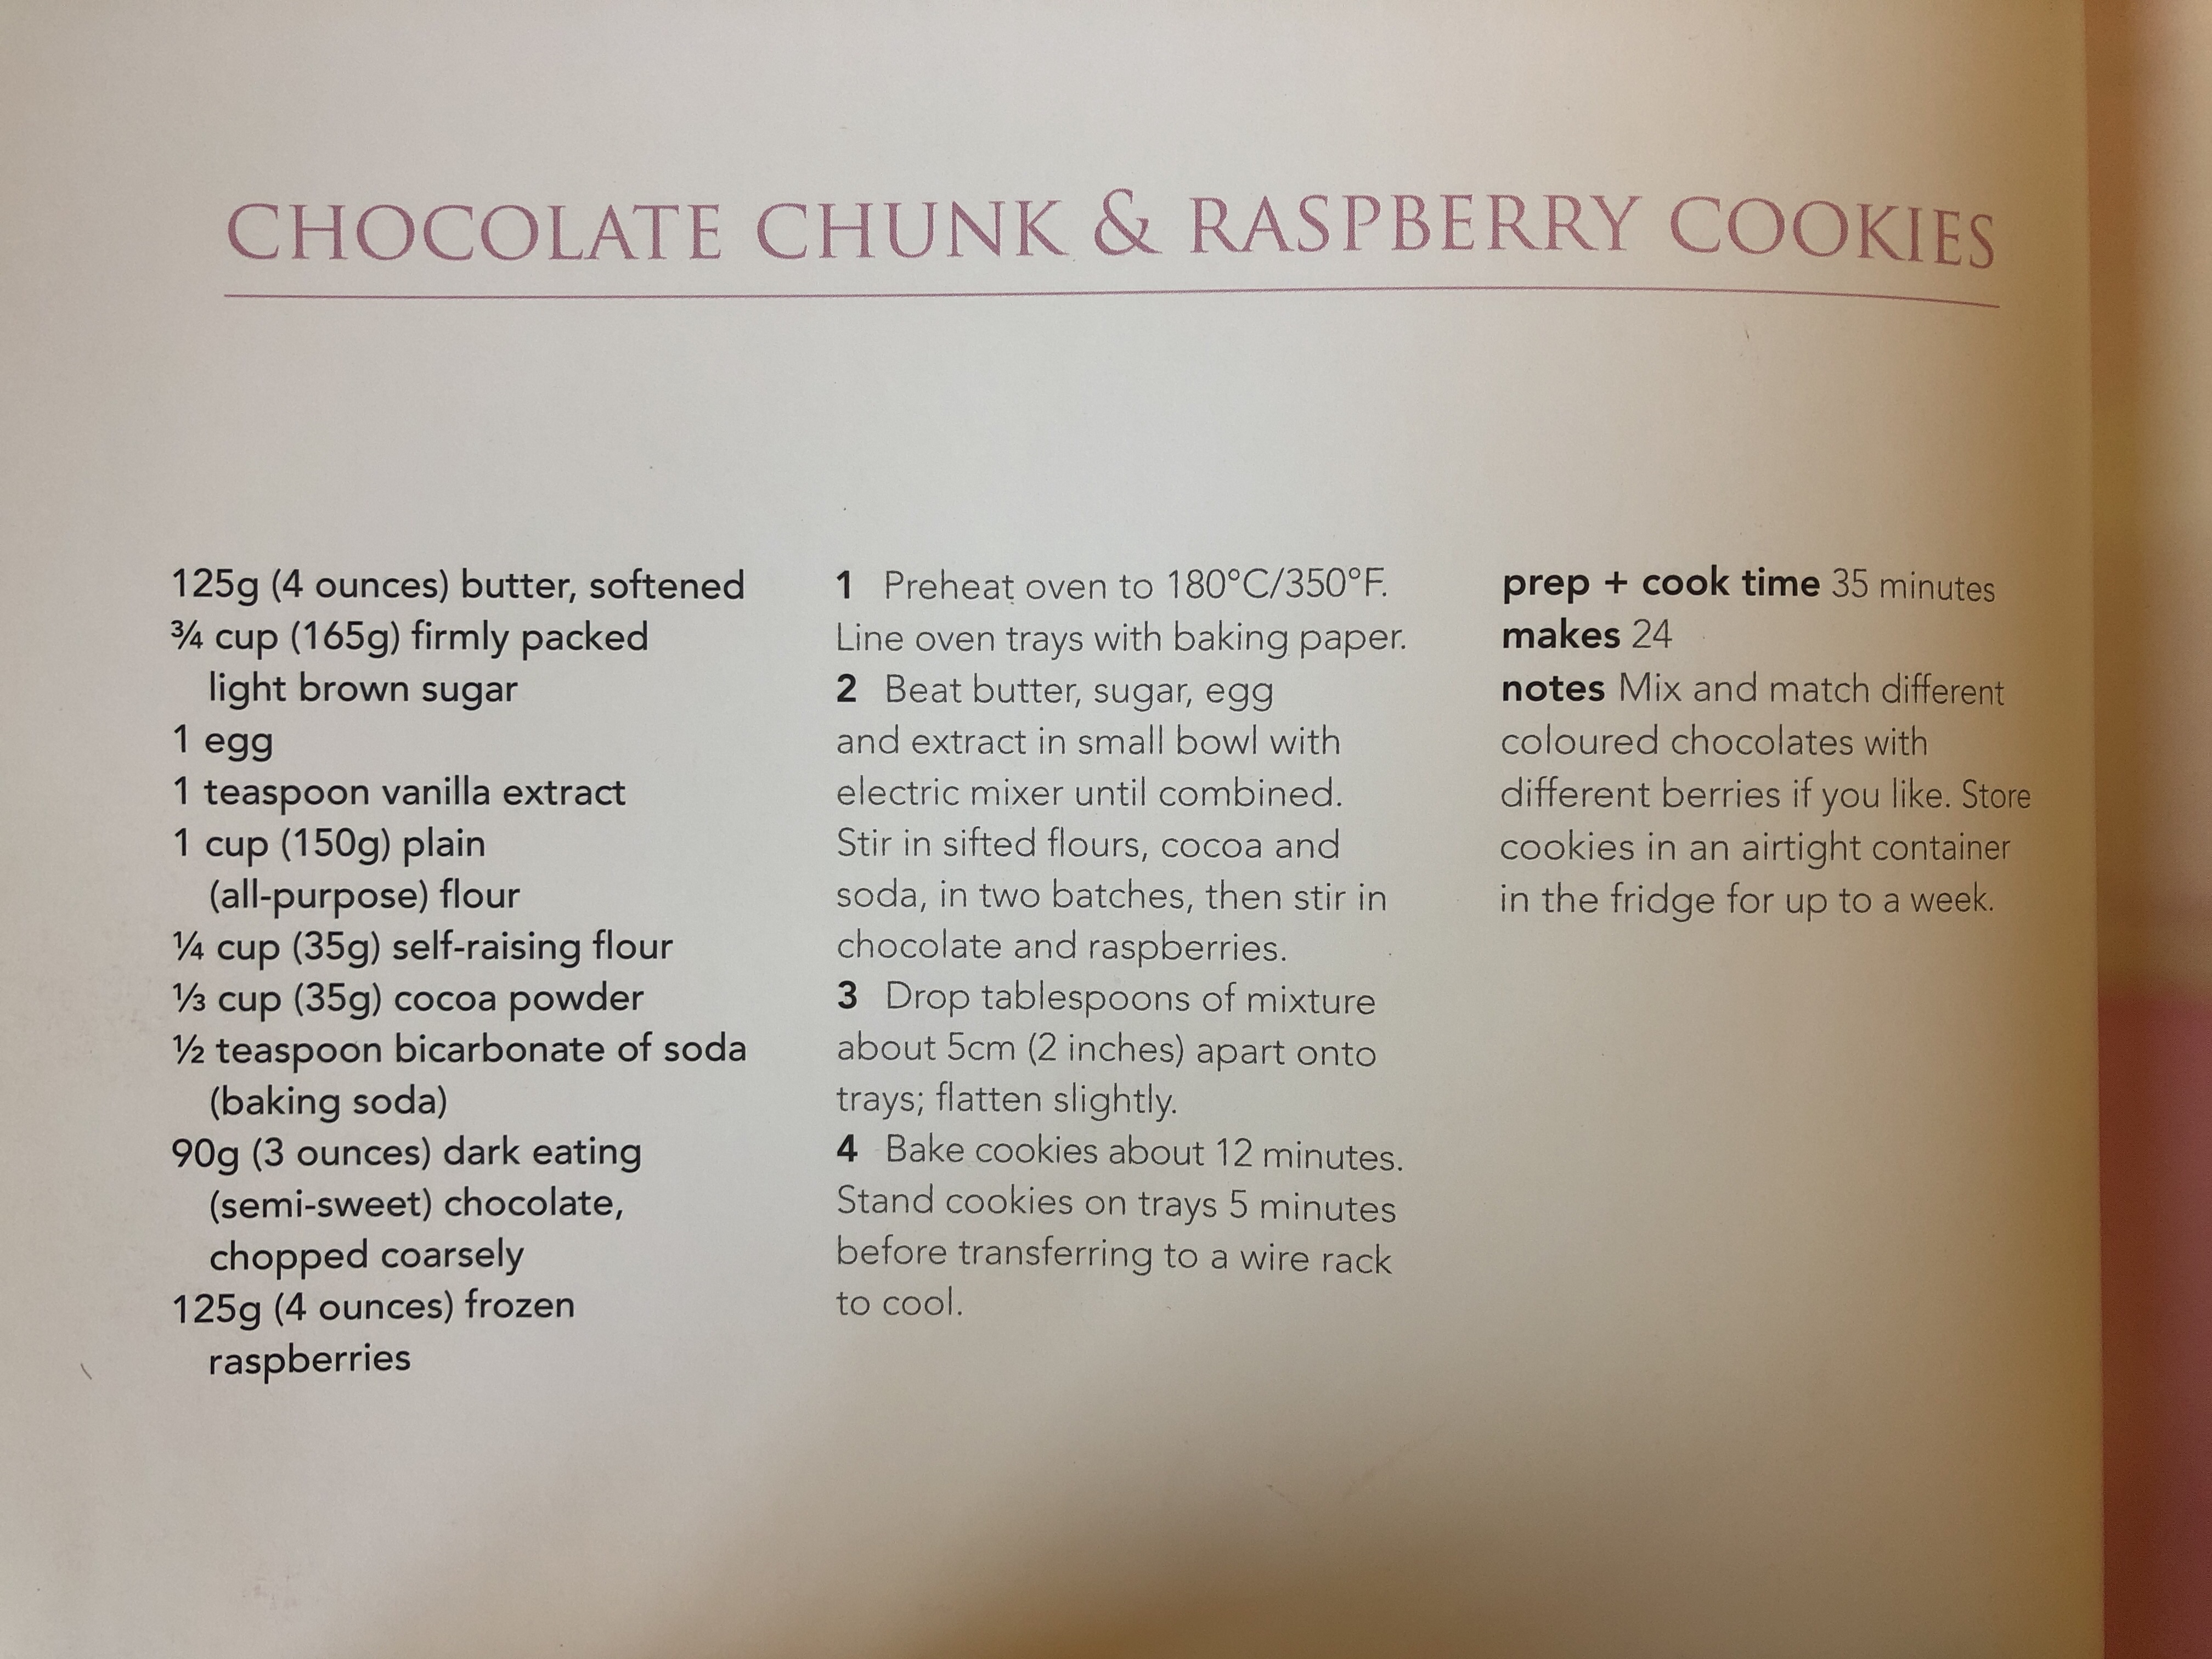 CHOCOLATE CHUNK & RASPBERRY COOKIES
125g (4 ounces) butter, softened
¾ cup (165g) firmly packed
light brown sugar
1 egg
1 teaspoon vanilla extract
1 cup (150g) plain
(all-purpose) flour
¼ cup (35g) self-raising flour
⅓ cup (35g) cocoa powder
½ teaspoon bicarbonate of soda
(baking soda)
90g (3 ounces) dark eating
(semi-sweet) chocolate,
chopped coarsely
125g (4 ounces) frozen
raspberries
1 Preheat oven to 180°C/350°F.
Line oven trays with baking paper.
2 Beat butter, sugar, egg
and extract in small bowl with
electric mixer until combined.
Stir in sifted flours, cocoa and
soda, in two batches, then stir in
chocolate and raspberries.
3 Drop tablespoons of mixture
about 5cm (2 inches) apart onto
trays; flatten slightly.
4 Bake cookies about 12 minutes.
Stand cookies on trays 5 minutes
before transferring to a wire rack
to cool.
prep + cook time 35 minutes
makes 24
notes Mix and match different
coloured chocolates with
different berries if you like. Store
cookies in an airtight container
in the fridge for up to a week.